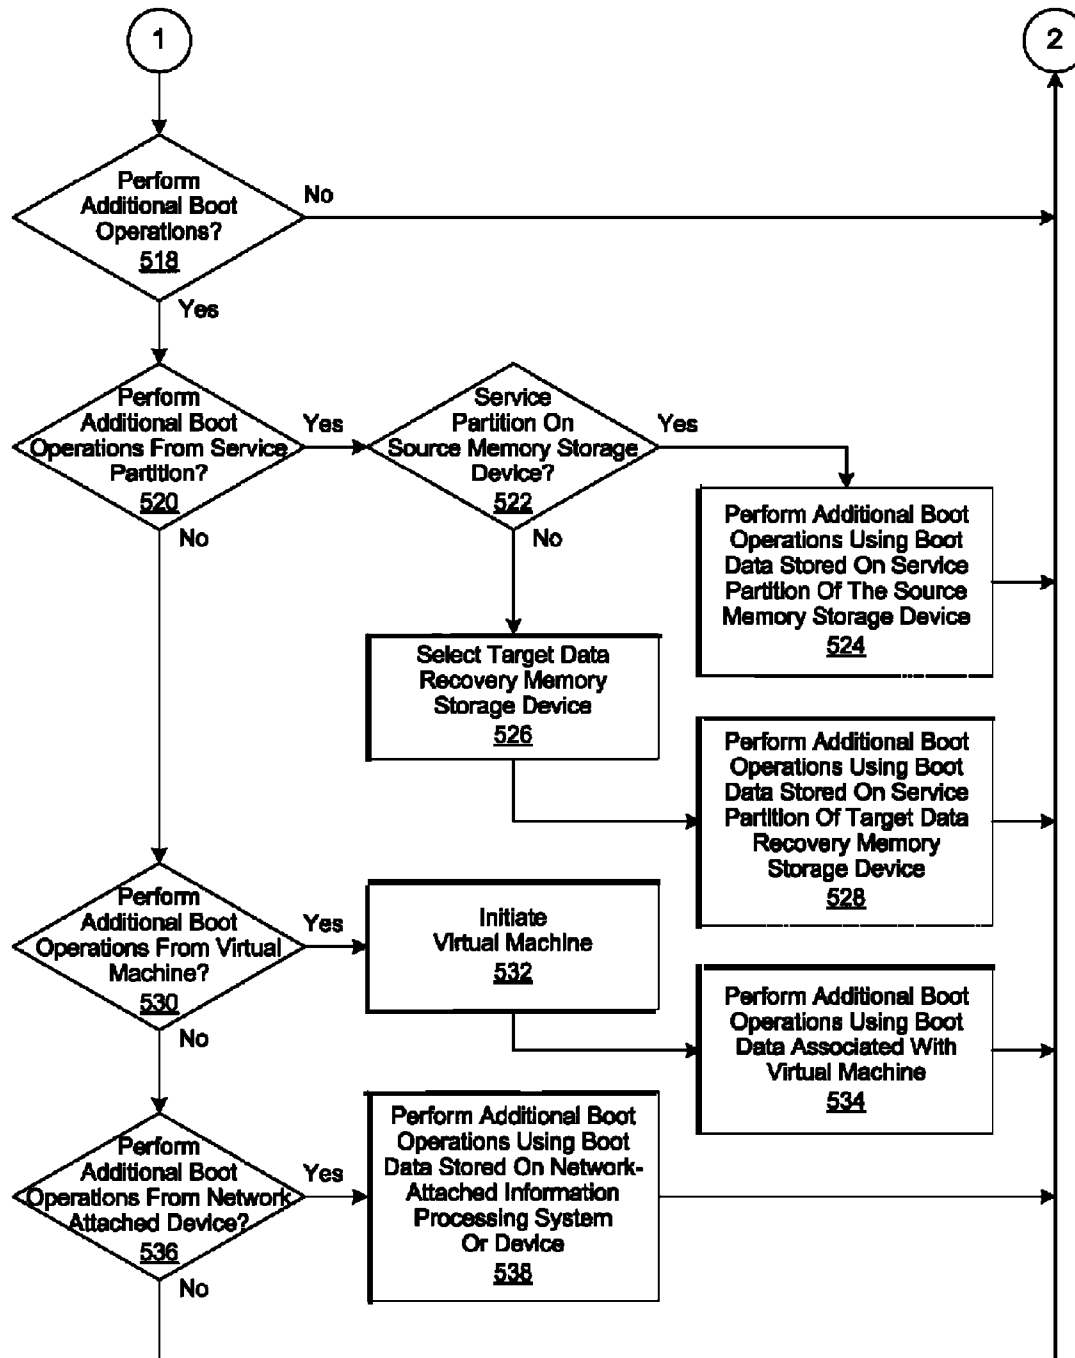 1
2
Perform
Additional Boot
Operations?
518
No
Yes
Perform
Additional Boot
Operations From Service
Partition?
520
Yes
No
Service
Partition On
Source Memory Storage
Device?
522
Yes
No
Perform Additional Boot
Operations Using Boot
Data Stored On Service
Partition Of The Source
Memory Storage Device
524
Select Target Data
Recovery Memory
Storage Device
526
Perform Additional Boot
Operations Using Boot
Data Stored On Service
Partition Of Target Data
Recovery Memory
Storage Device
528
Perform
Additional Boot
Operations From Virtual
Machine?
530
Yes
No
Initiate
Virtual Machine
532
Perform Additional Boot
Operations Using Boot
Data Associated With
Virtual Machine
534
Perform
Additional Boot
Operations From Network
Attached Device?
536
Yes
No
Perform Additional Boot
Operations Using Boot
Data Stored On Network-
Attached Information
Processing System
Or Device
538